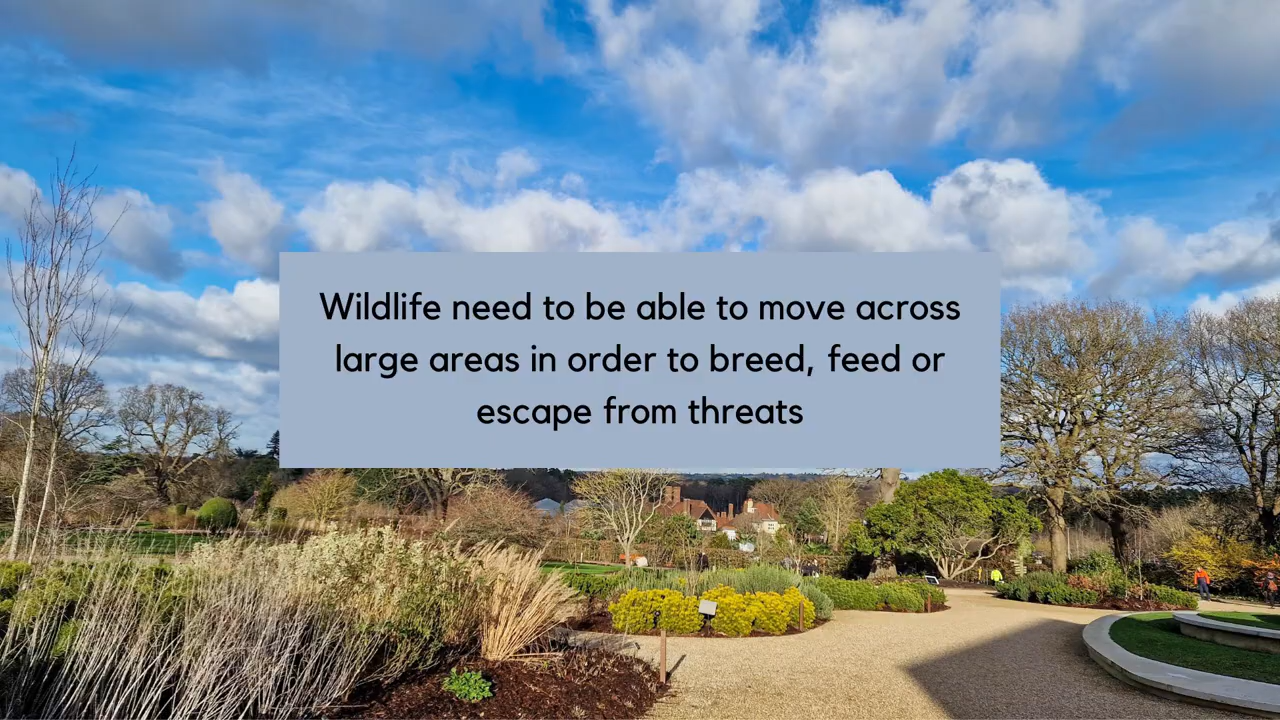 Wildlife need to be able to move across
large areas in order to breed, feed or
escape from threats